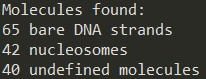 Molecules found:
65 bare DNA strands
42 nucleosomes
40 undefined molecules